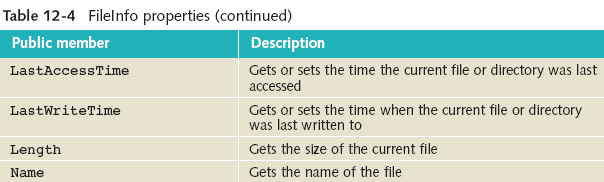 Table 12-4 FileInfo properties (continued)
Public member Description
LastAccessTime Gets or sets the time the current file or directory was last
accessed
LastWriteTime Gets or sets the time when the current file or directory
was last written to
Length Gets the size of the current file
Name Gets the name of the file